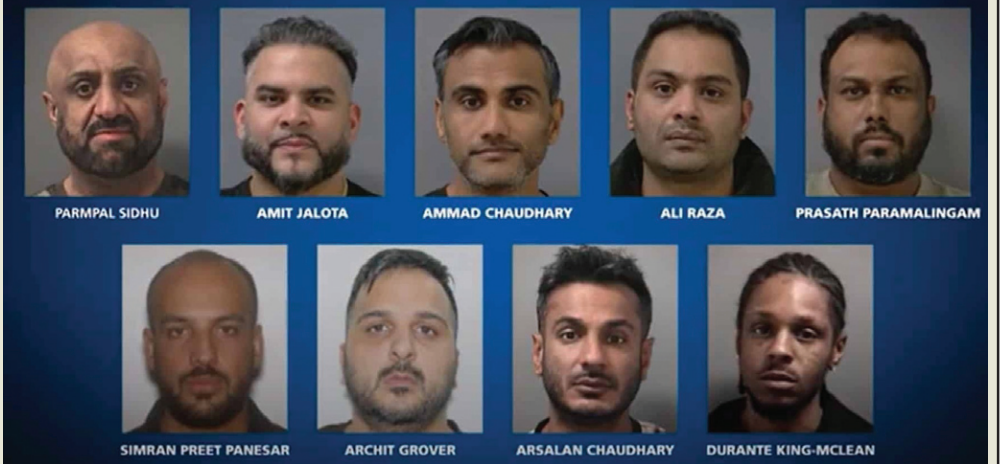 PARMPAL SIDHU
AMIT JALOTA
AMMAD CHAUDHARY
ALI RAZA
PRASATH PARAMALINGAM
SIMRAN PREET PANESAR
ARCHIT GROVER
ARSALAN CHAUDHARY
DURANTE KING-MCLEAN